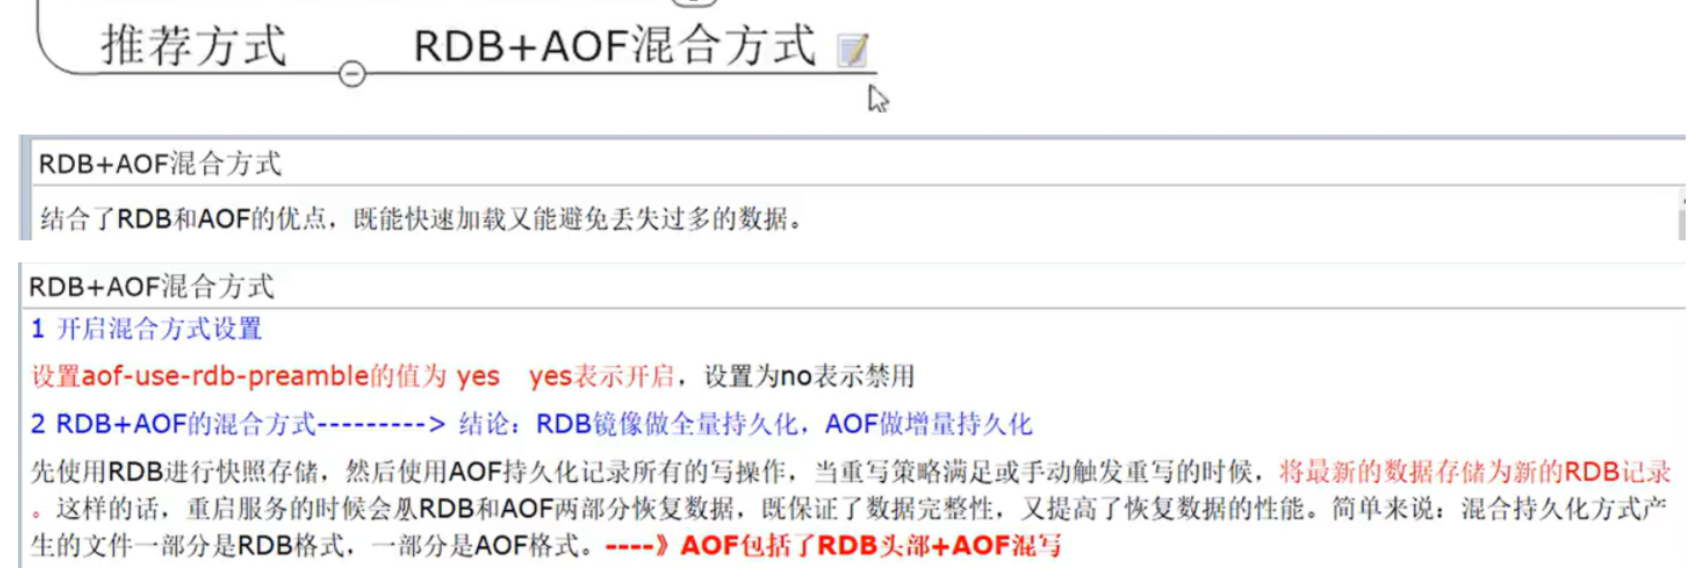 推荐方式 RDB+AOF混合方式
RDB+AOF混合方式
结合了RDB和AOF的优点，既能快速加载又能避免丢失过多的数据。
RDB+AOF混合方式
1 开启混合方式设置
设置aof-use-rdb-preamble的值为 yes yes表示开启，设置为no表示禁用
2 RDB+AOF的混合方式---------> 结论：RDB镜像做全量持久化，AOF做增量持久化
先使用RDB进行快照存储，然后使用AOF持久化记录所有的写操作，当重写策略满足或手动触发重写的时候，将最新的数据存储为新的RDB记录
。这样的话，重启服务的时候会从RDB和AOF两部分恢复数据，既保证了数据完整性，又提高了恢复数据的性能。简单来说：混合持久化方式产
生的文件一部分是RDB格式，一部分是AOF格式。----》AOF包括了RDB头部+AOF混写